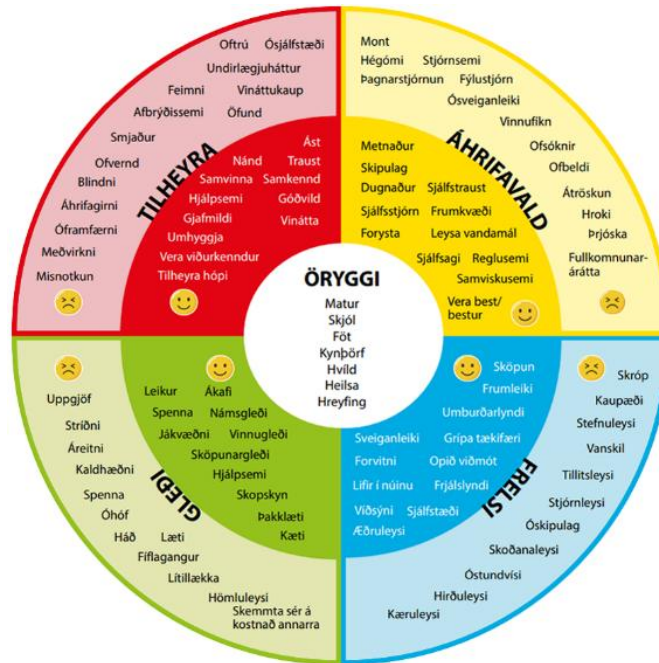 Oftrú Ósjálfstæði
Undirlægjuháttur
Feimni Vináttukaup
Afbrýðissemi Öfund
Smjaður
Ofvernd
Blindni
Áhrifagirni
Óframfærni
Meðvirkni
Misnotkun
TILHEYRA
Ást
Nánd Traust
Samvinna Samkennd
Hjálpsemi Góðvild
Gjafmildi
Vinátta
Umhyggja
Vera viðurkenndur
Tilheyra hópi
Mont
Hégómi Stjórnsemi
Þagnarstjórnun Fýlustjórn
Ósveiganleiki
Vinnufíkn
Ofsóknir
Ofbeldi
Átröskun
Hroki
Þrjóska
Fullkomnunar-
árátta
ÁHRIFAVALD
Metnaður
Skipulag
Dugnaður Sjálfstraust
Sjálfsstjórn Frumkvæði
Forysta Leysa vandamál
Sjálfsagi Reglusemi
Samviskusemi
Vera best/
bestur
ÖRYGGI
Matur
Skjól
Föt
Kynþörf
Hvíld
Heilsa
Hreyfing
Uppgjöf
Stríðni
Áreitni
Kaldhæðni
Spenna
Óhóf
Háð Læti
Fíflagangur
Lítillækka
Hömluleysi
Skemmta sér á
kostnað annarra
GLEÐI
Leikur Ákafi
Spenna Námsgleði
Jákvæðni Vinnugleði
Sköpunargleði
Hjálpsemi
Skopskyn
Þakklæti
Kæti
Sköpun
Frumleiki
Umburðarlyndi
Sveiganleiki Grípa tækifæri
Forvitni Opið viðmót
Lifir í núinu Frjálslyndi
Víðsýni Sjálfstæði
Æðruleysi
FRELSI
Skróp
Kaupæði
Stefnuleysi
Vanskil
Tillitsleysi
Stjórnleysi
Óskipulag
Skoðanaleysi
Óstundvísi
Hirðuleysi
Kæruleysi